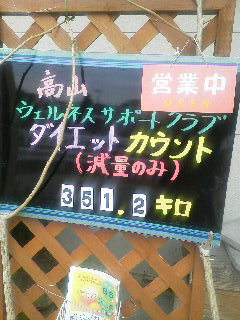 高山
営業中
OPEN
ウェルネスサポートクラブ
ダイエット カウント
(減量のみ)
351.2キロ